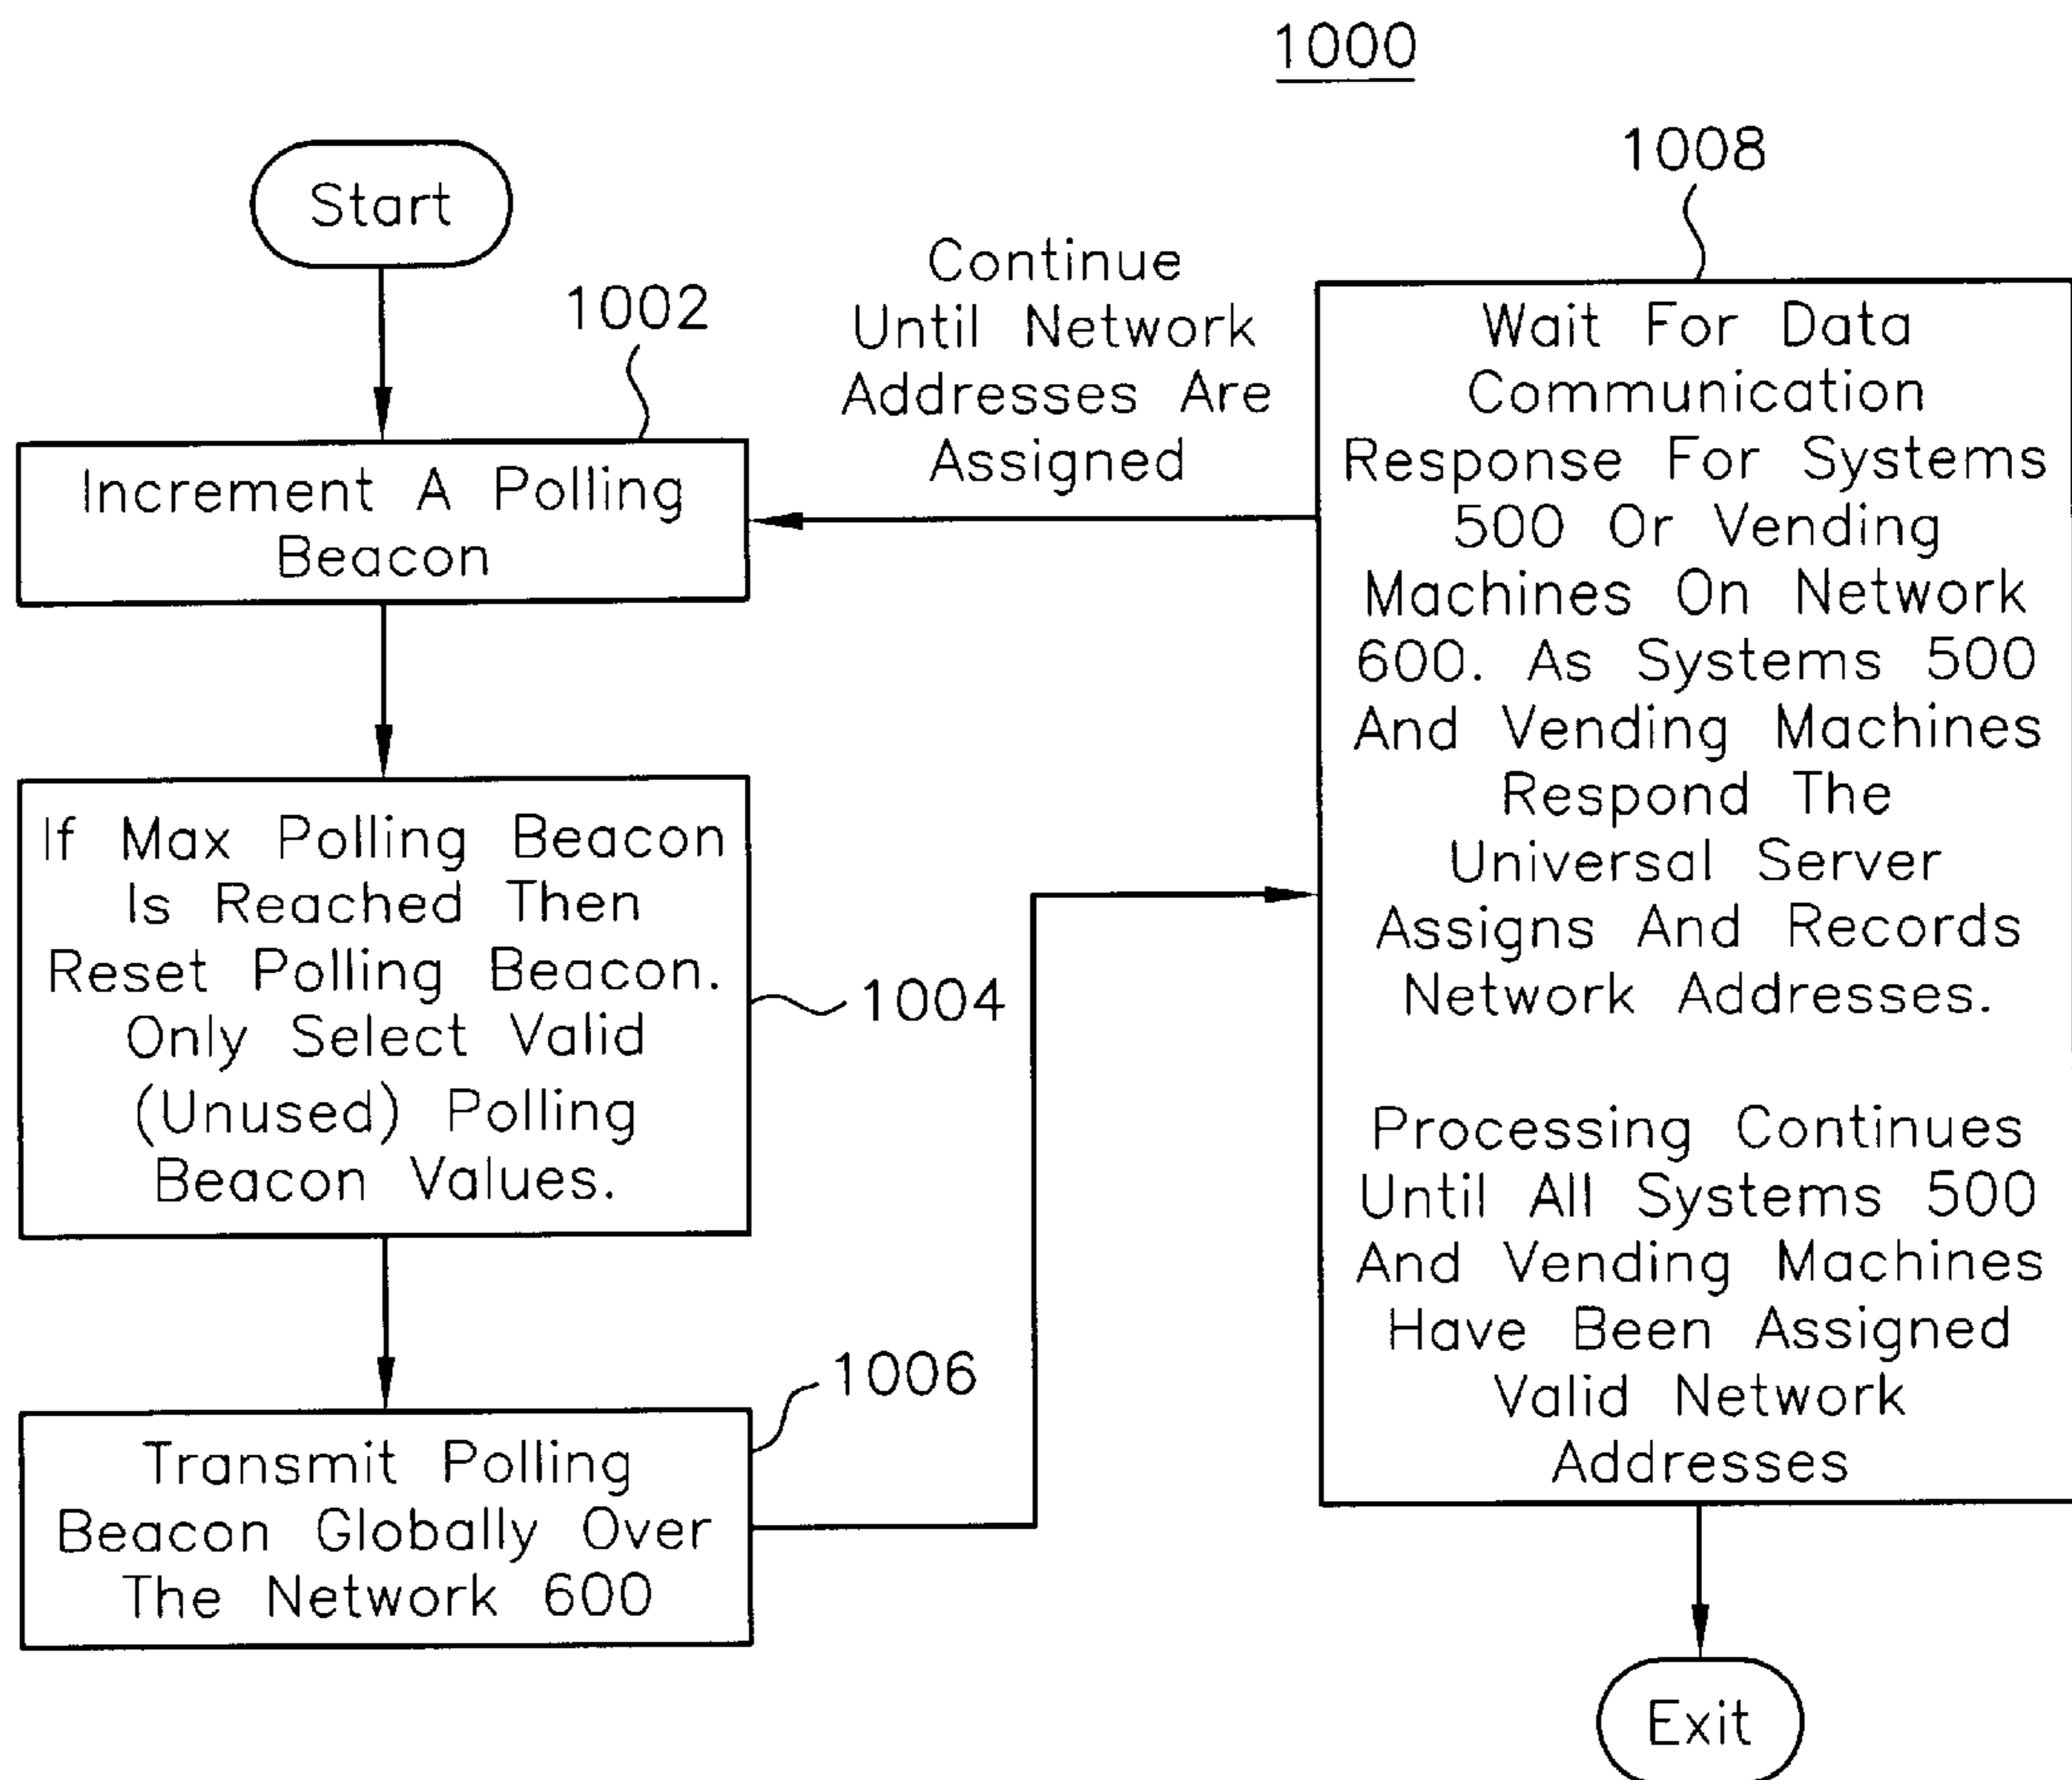 1000
Start
1002
Increment A Polling
Beacon
Continue
Until Network
Addresses Are
Assigned
If Max Polling Beacon
Is Reached Then
Reset Polling Beacon.
Only Select Valid
(Unused) Polling
Beacon Values.
1004
Transmit Polling
Beacon Globally Over
The Network 600
1006
1008
Wait For Data
Communication
Response For Systems
500 Or Vending
Machines On Network
600. As Systems 500
And Vending Machines
Respond The
Universal Server
Assigns And Records
Network Addresses.
Processing Continues
Until All Systems 500
And Vending Machines
Have Been Assigned
Valid Network
Addresses
Exit